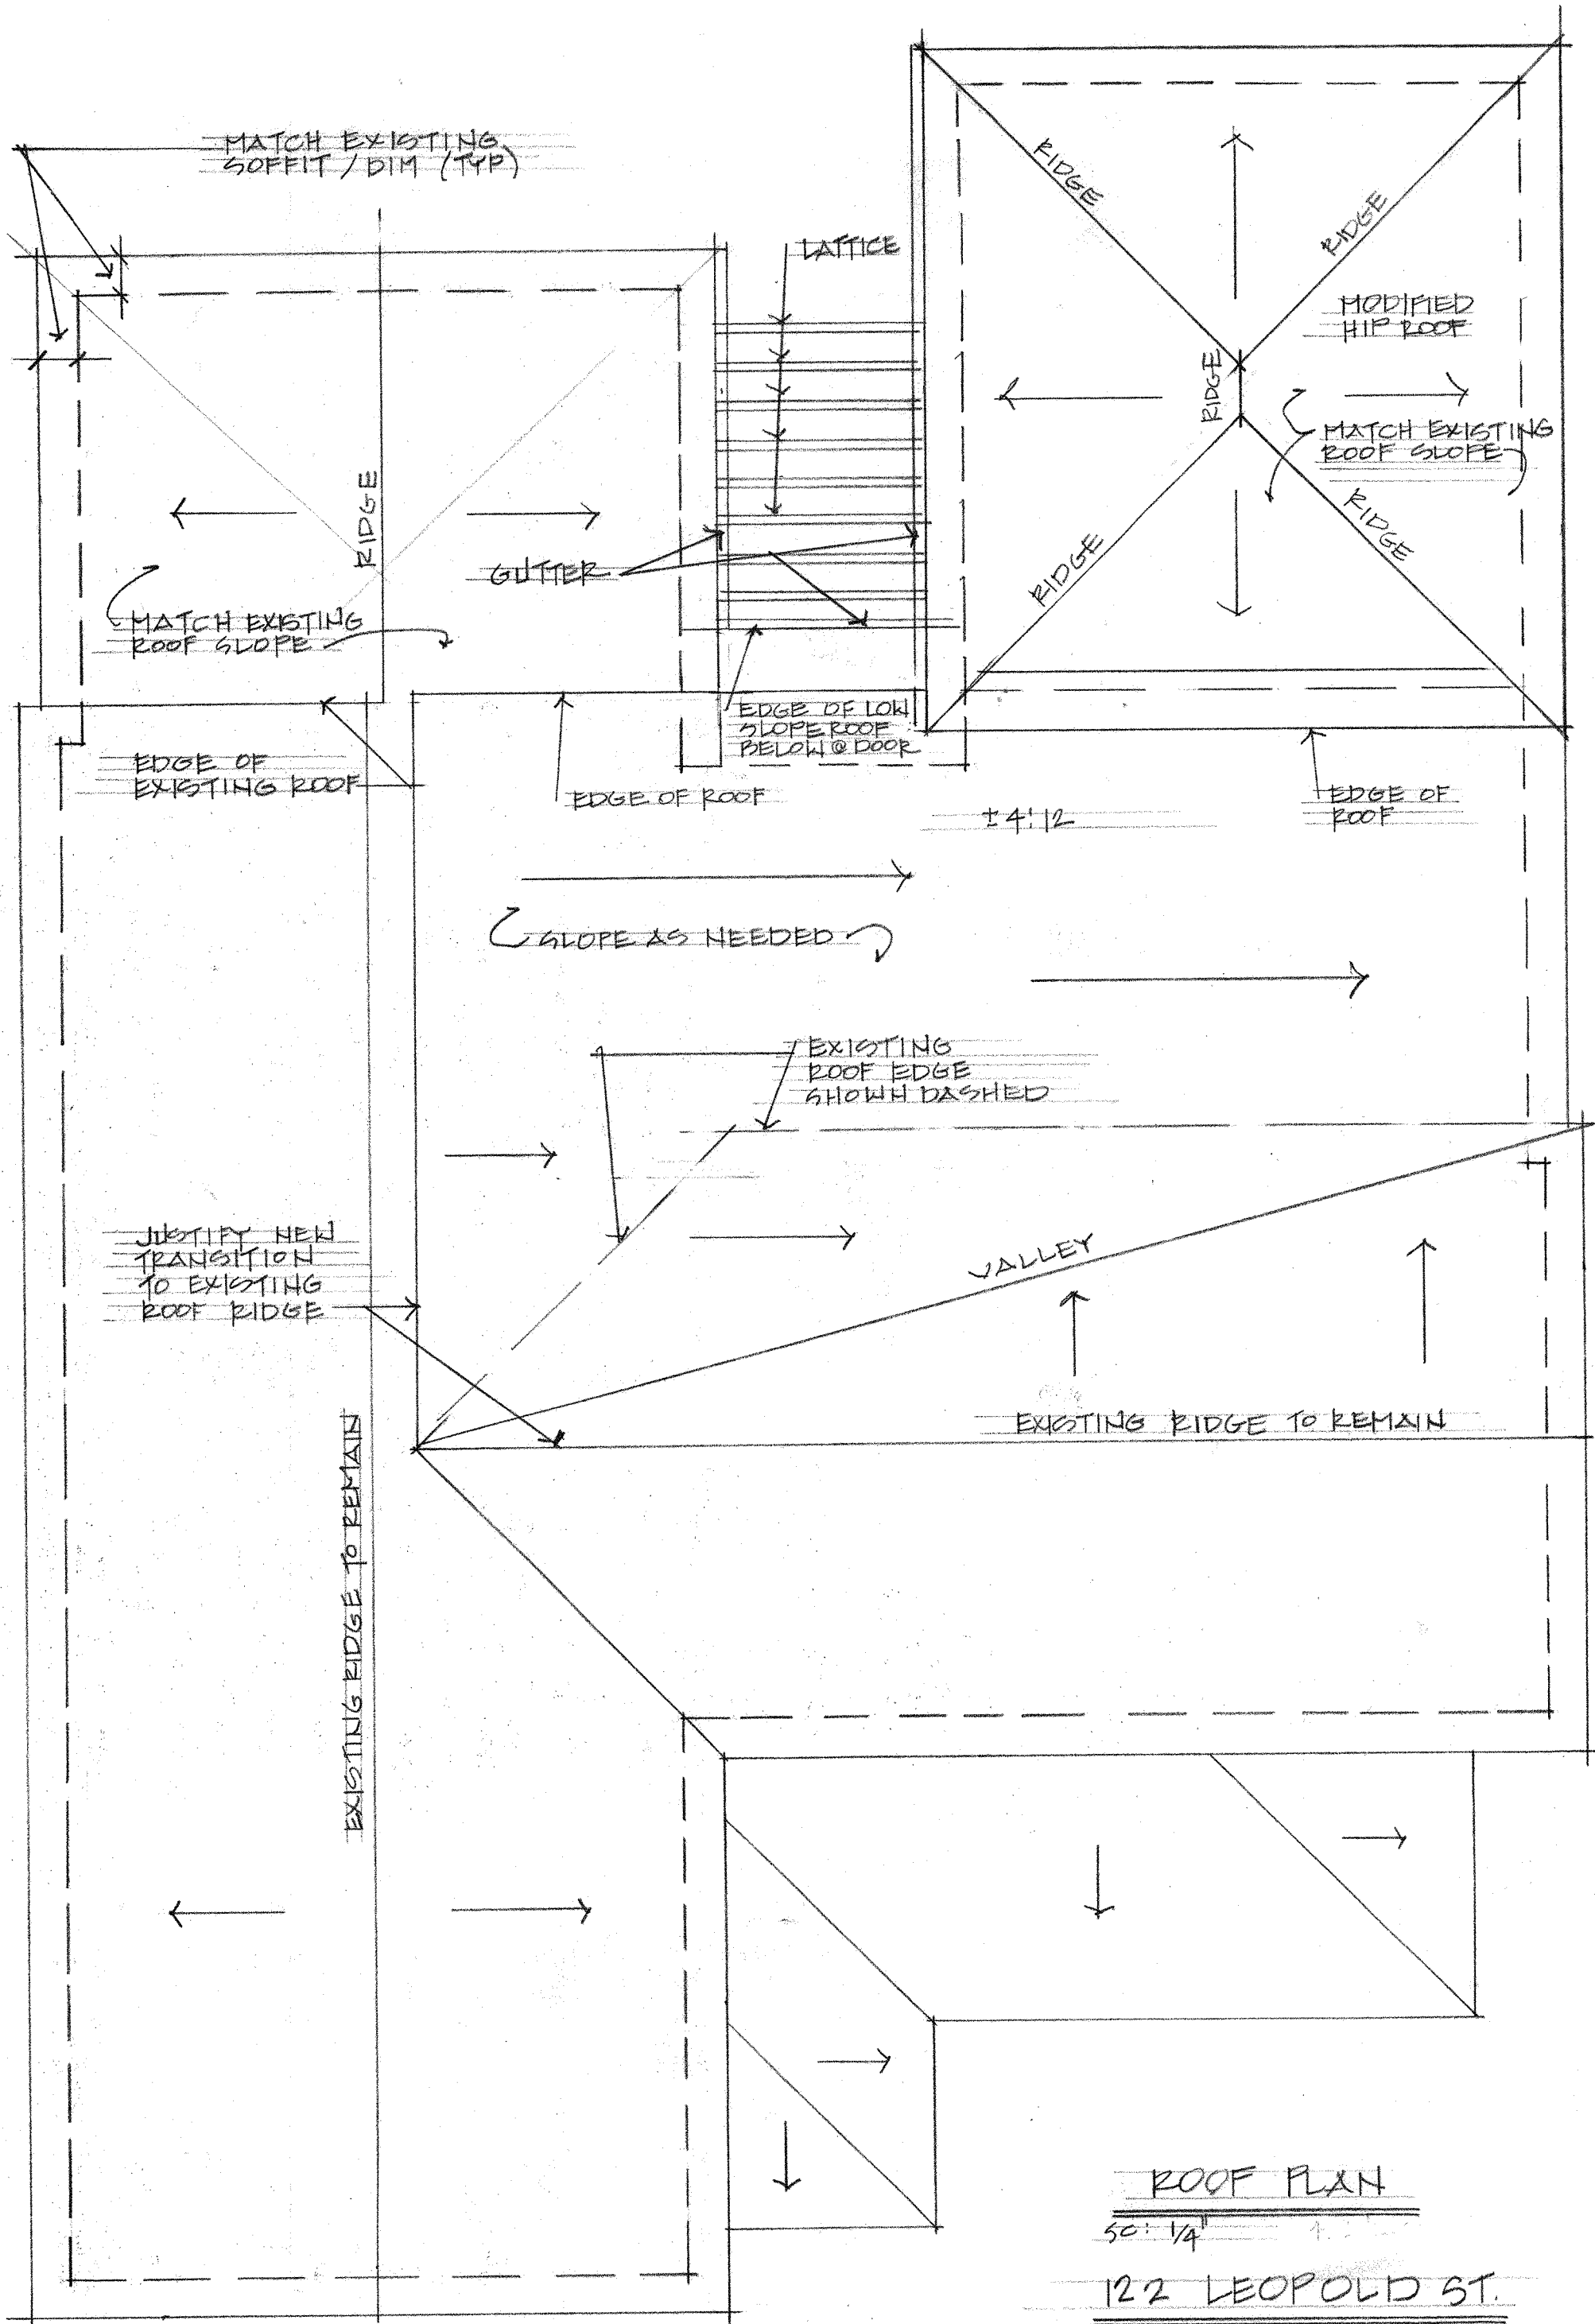 MATCH EXISTING
SOFFIT / DIM (TYP)
LATTICE
RIDGE
RIDGE
MODIFIED
HIP ROOF
RIDGE
MATCH EXISTING
ROOF SLOPE
RIDGE
RIDGE
RIDGE
GUTTER
MATCH EXISTING
ROOF SLOPE
EDGE OF LOW
SLOPE ROOF
BELOW @ DOOR
EDGE OF
EXISTING ROOF
EDGE OF ROOF
±4:12
EDGE OF
ROOF
SLOPE AS NEEDED
EXISTING
ROOF EDGE
SHOWN DASHED
JUSTIFY NEW
TRANSITION
TO EXISTING
ROOF RIDGE
VALLEY
EXISTING RIDGE TO REMAIN
EXISTING RIDGE TO REMAIN
ROOF PLAN
SC: 1/4"
122 LEOPOLD ST.